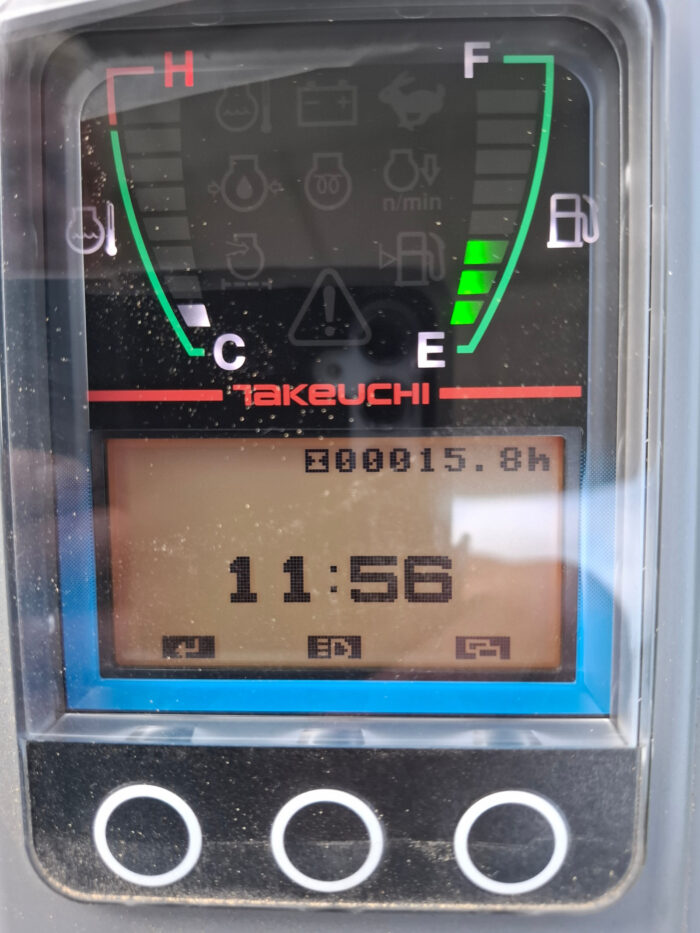 H F
n/min
C E
TAKEUCHI
00015.8h
11:56